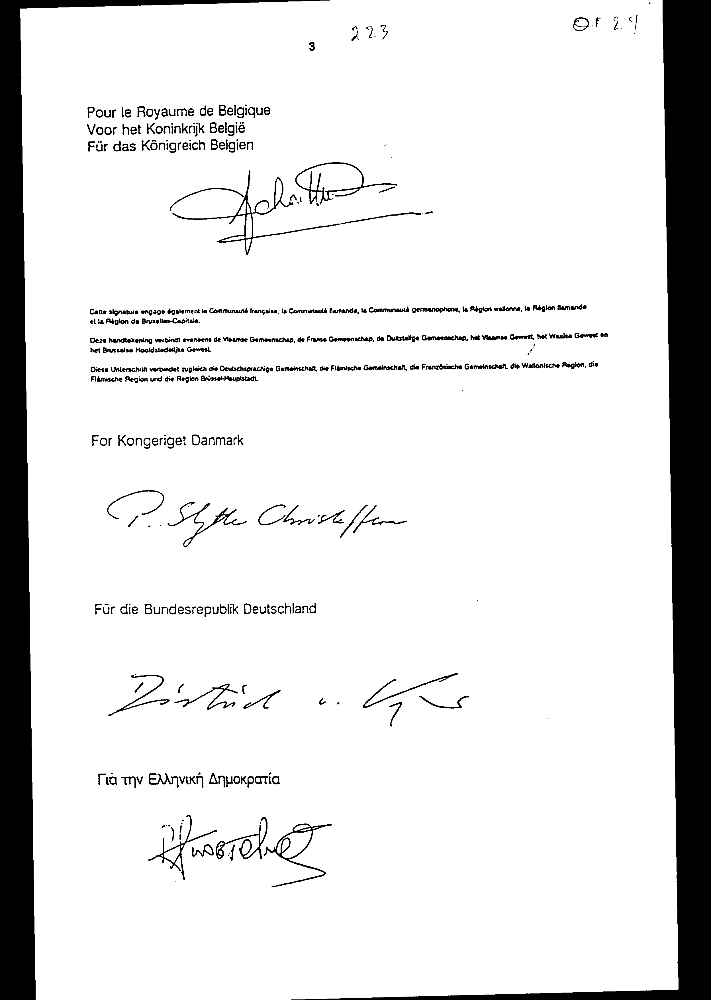 223
OF 24
3
Pour le Royaume de Belgique
Voor het Koninkrijk België
Für das Königreich Belgien
Cette signature engage également la Communauté française, la Communauté flamande, la Communauté germanophone, la Région wallonne, la Région flamande
et la Région de Bruxelles-Capitale.
Deze handtekening verbindt eveneens de Vlaamse Gemeenschap, de Franse Gemeenschap, de Duitstalige Gemeenschap, het Vlaamse Gewest, het Waalse Gewest en
het Brusselse Hoofdstedelijke Gewest.
Diese Unterschrift verbindet zugleich die Deutschsprachige Gemeinschaft, die Flämische Gemeinschaft, die Französische Gemeinschaft, die Wallonische Region, die
Flämische Region und die Region Brüssel-Hauptstadt.
For Kongeriget Danmark
P. Skytte Christoffersen
Für die Bundesrepublik Deutschland
Για την Ελληνική Δημοκρατία